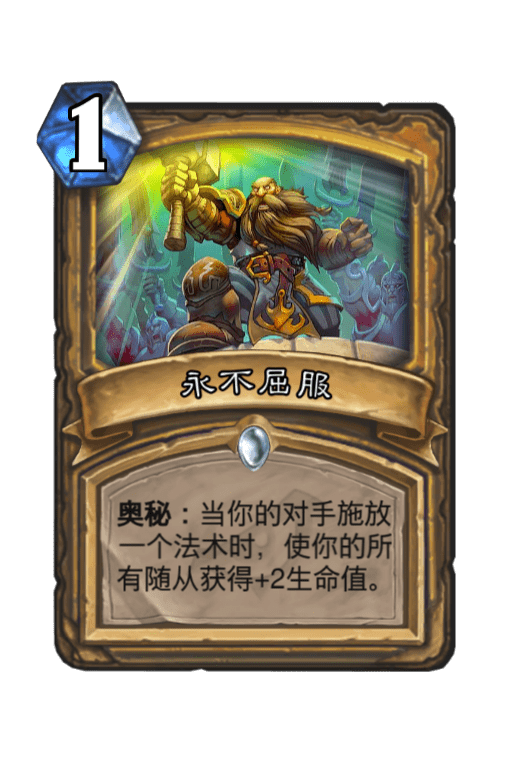 1
永不屈服
奥秘：当你的对手施放
一个法术时，使你的所
有随从获得+2生命值。